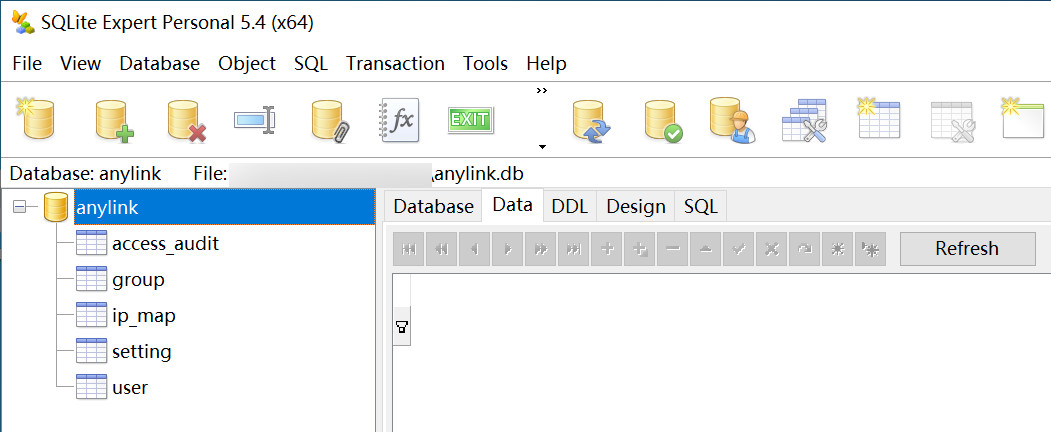 SQLite Expert Personal 5.4 (x64)
File View Database Object SQL Transaction Tools Help
fx EXIT
Database: anylink File: \anylink.db
anylink
Database Data DDL Design SQL
access_audit
Refresh
group
ip_map
setting
user